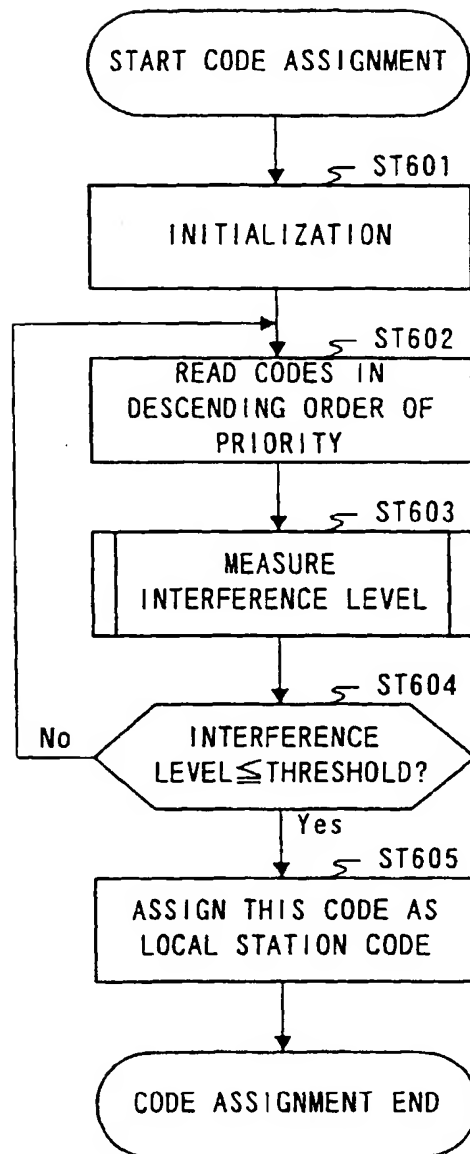 START CODE ASSIGNMENT
ST601
INITIALIZATION
ST602
READ CODES IN
DESCENDING ORDER OF
PRIORITY
ST603
MEASURE
INTERFERENCE LEVEL
ST604
No
INTERFERENCE
LEVEL≦THRESHOLD?
Yes
ST605
ASSIGN THIS CODE AS
LOCAL STATION CODE
CODE ASSIGNMENT END